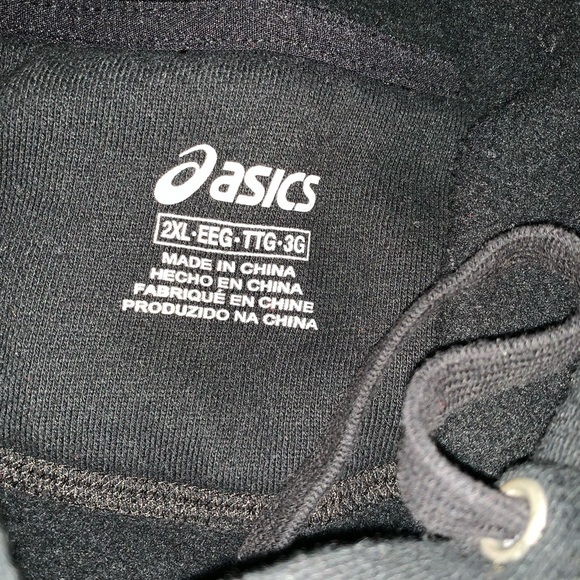 asics
2XL·EEG·TTG·3G
MADE IN CHINA
HECHO EN CHINA
FABRIQUÉ EN CHINE
PRODUZIDO NA CHINA